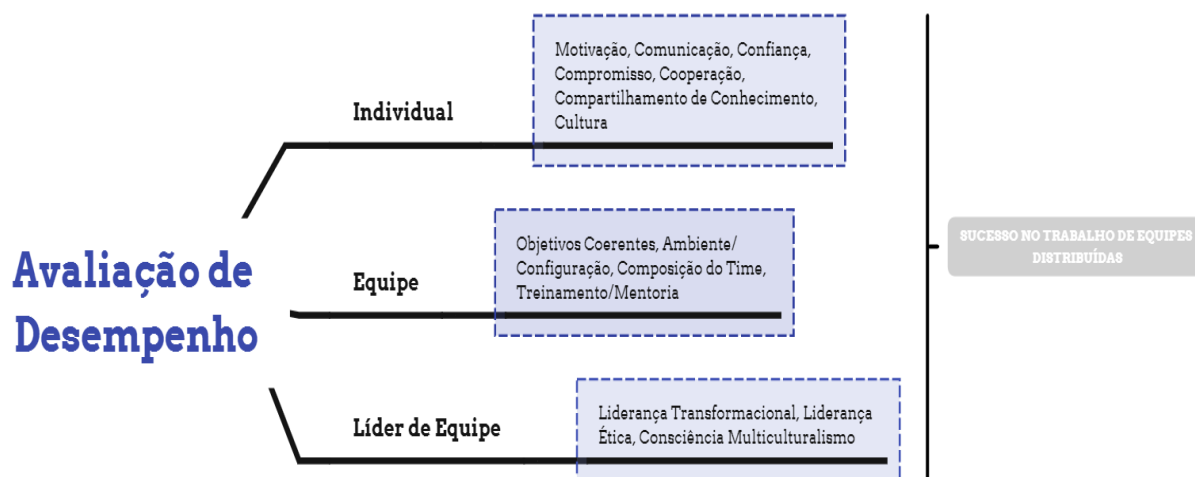 Motivação, Comunicação, Confiança,
Compromisso, Cooperação,
Compartilhamento de Conhecimento,
Cultura
Individual
Avaliação de
Desempenho
Objetivos Coerentes, Ambiente/
Configuração, Composição do Time,
Treinamento/Mentoria
Equipe
Liderança Transformacional, Liderança
Ética, Consciência Multiculturalismo
Líder de Equipe
SUCESSO NO TRABALHO DE EQUIPES
DISTRIBUÍDAS